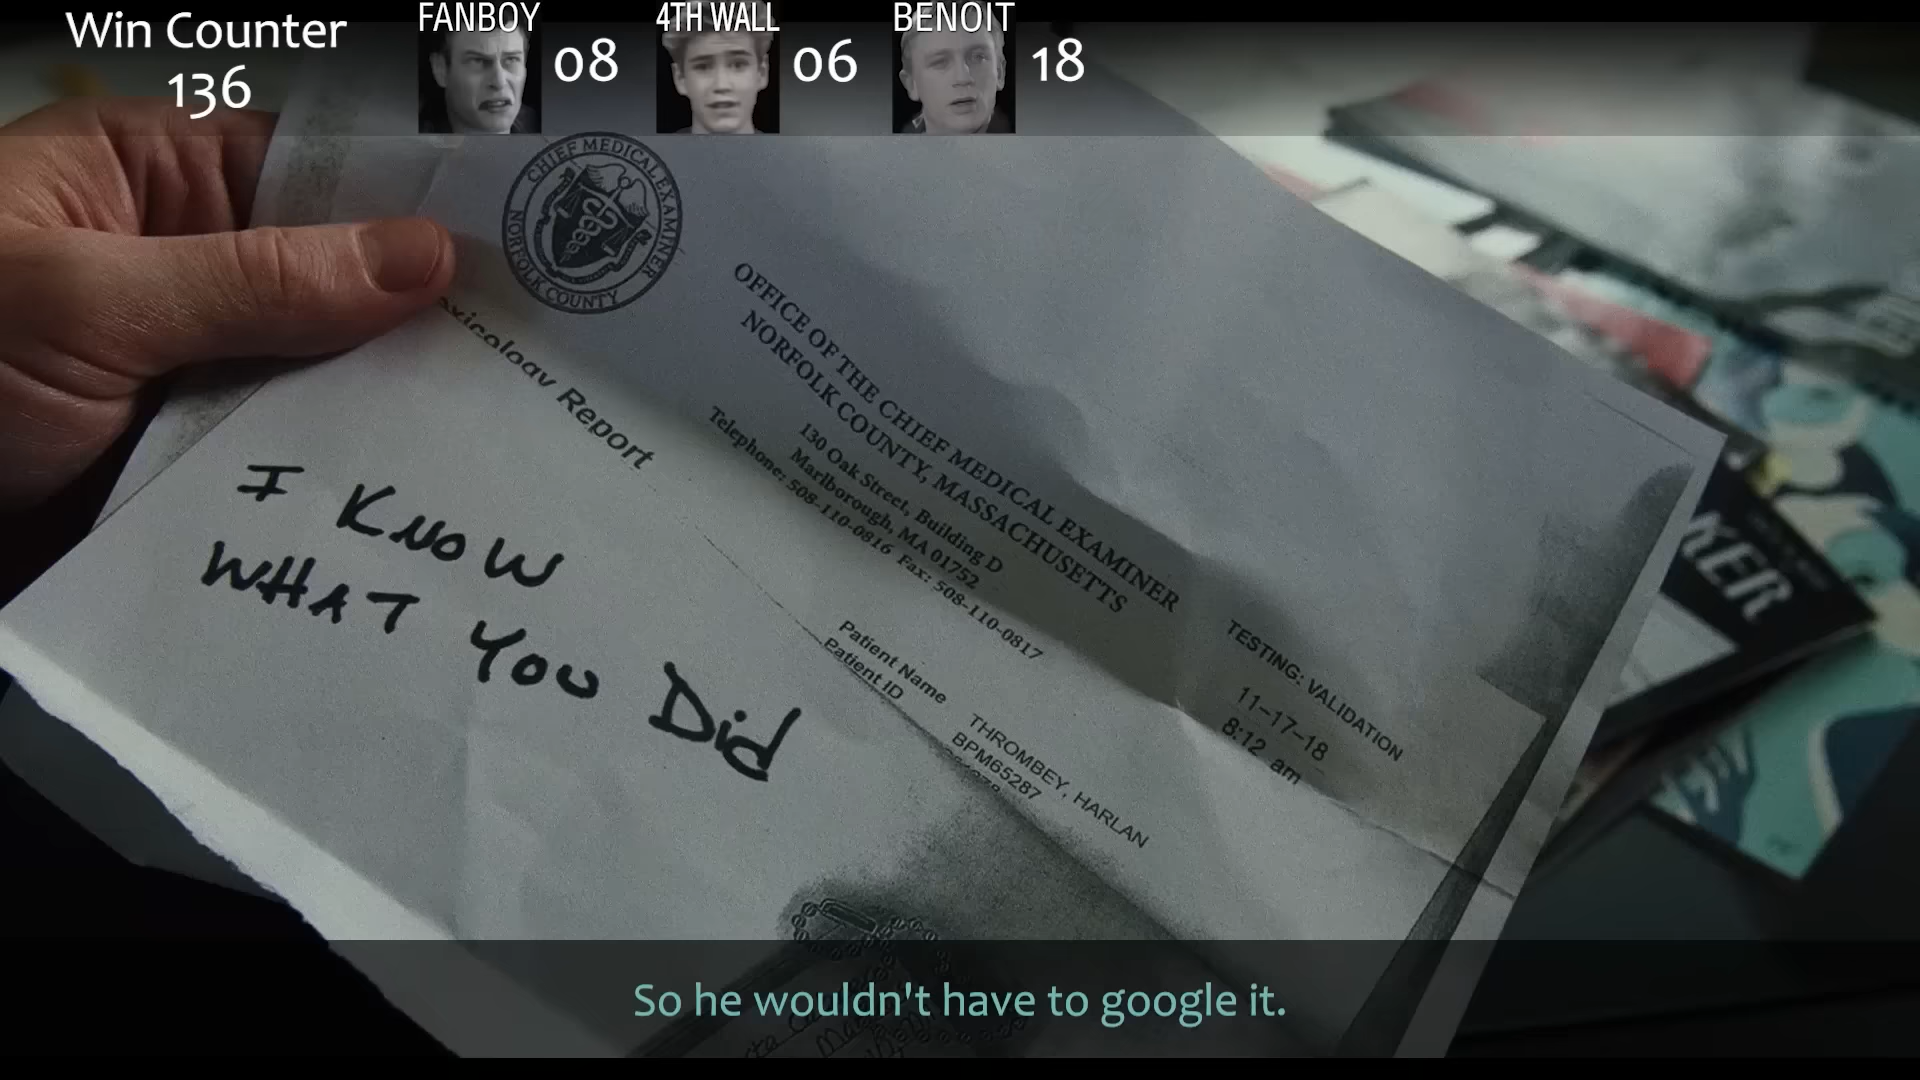 Win Counter
136
FANBOY
08
4TH WALL
06
BENOIT
18
CHIEF MEDICAL EXAMINER
NORFOLK COUNTY
OFFICE OF THE CHIEF MEDICAL EXAMINER
NORFOLK COUNTY, MASSACHUSETTS
130 Oak Street, Building D
Marlborough, MA 01752
Telephone: 508-110-0816 Fax: 508-110-0817
Report
I KNOW
WHAT YOU Did
TESTING: VALIDATION
11-17-18
8:12 am
Patient Name THROMBEY, HARLAN
Patient ID BPM65287
KER
So he wouldn't have to google it.